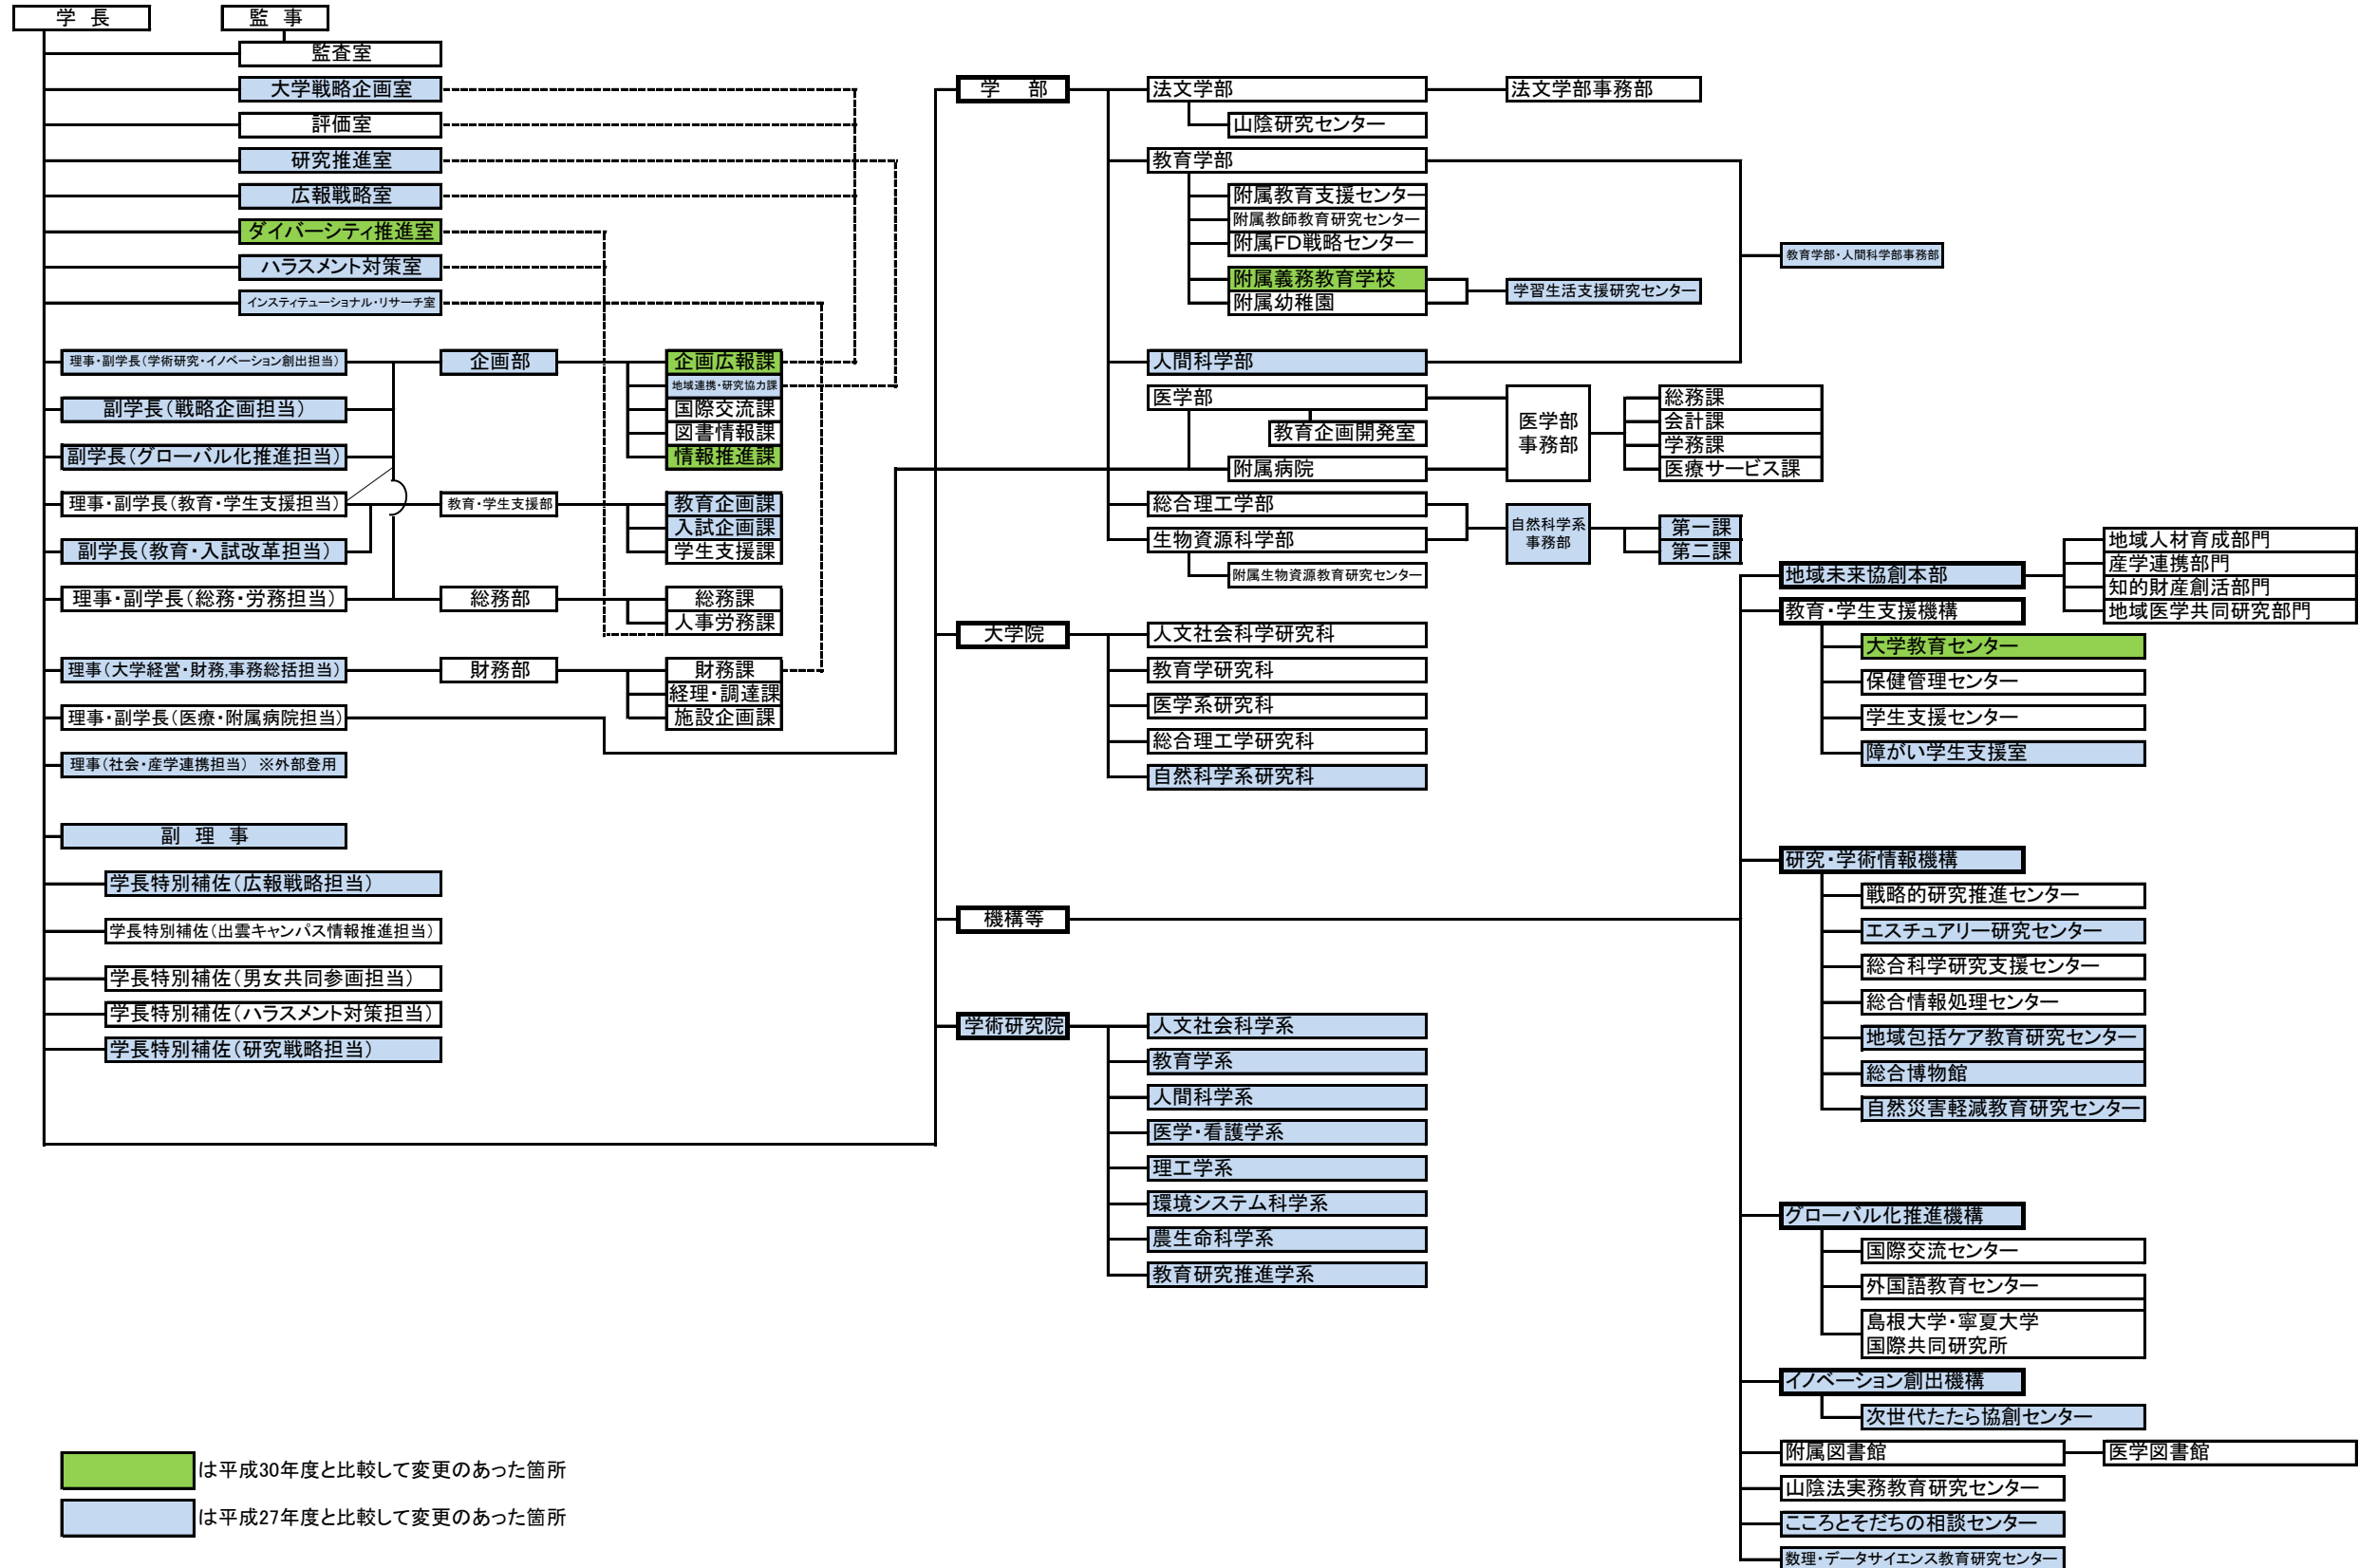 学 長
監 事
監査室
大学戦略企画室
評価室
研究推進室
広報戦略室
ダイバーシティ推進室
ハラスメント対策室
インスティテューショナル・リサーチ室
理事・副学長(学術研究・イノベーション創出担当)
副学長(戦略企画担当)
副学長(グローバル化推進担当)
理事・副学長(教育・学生支援担当)
副学長(教育・入試改革担当)
理事・副学長(総務・労務担当)
理事(大学経営・財務,事務総括担当)
理事・副学長(医療・附属病院担当)
理事(社会・産学連携担当) ※外部登用
副 理 事
学長特別補佐(広報戦略担当)
学長特別補佐(出雲キャンパス情報推進担当)
学長特別補佐(男女共同参画担当)
学長特別補佐(ハラスメント対策担当)
学長特別補佐(研究戦略担当)
企画部
教育・学生支援部
総務部
財務部
企画広報課
地域連携・研究協力課
国際交流課
図書情報課
情報推進課
教育企画課
入試企画課
学生支援課
総務課
人事労務課
財務課
経理・調達課
施設企画課
学 部
法文学部
法文学部事務部
山陰研究センター
教育学部
附属教育支援センター
附属教師教育研究センター
附属FD戦略センター
附属義務教育学校
附属幼稚園
学習生活支援研究センター
教育学部・人間科学部事務部
人間科学部
医学部
教育企画開発室
附属病院
医学部
事務部
総務課
会計課
学務課
医療サービス課
総合理工学部
生物資源科学部
附属生物資源教育研究センター
自然科学系
事務部
第一課
第二課
大学院
人文社会科学研究科
教育学研究科
医学系研究科
総合理工学研究科
自然科学系研究科
機構等
学術研究院
人文社会科学系
教育学系
人間科学系
医学・看護学系
理工学系
環境システム科学系
農生命科学系
教育研究推進学系
地域未来協創本部
地域人材育成部門
産学連携部門
知的財産創活部門
地域医学共同研究部門
教育・学生支援機構
大学教育センター
保健管理センター
学生支援センター
障がい学生支援室
研究・学術情報機構
戦略的研究推進センター
エスチュアリー研究センター
総合科学研究支援センター
総合情報処理センター
地域包括ケア教育研究センター
総合博物館
自然災害軽減教育研究センター
グローバル化推進機構
国際交流センター
外国語教育センター
島根大学・寧夏大学
国際共同研究所
イノベーション創出機構
次世代たたら協創センター
附属図書館
医学図書館
山陰法実務教育研究センター
こころとそだちの相談センター
数理・データサイエンス教育研究センター
は平成30年度と比較して変更のあった箇所
は平成27年度と比較して変更のあった箇所